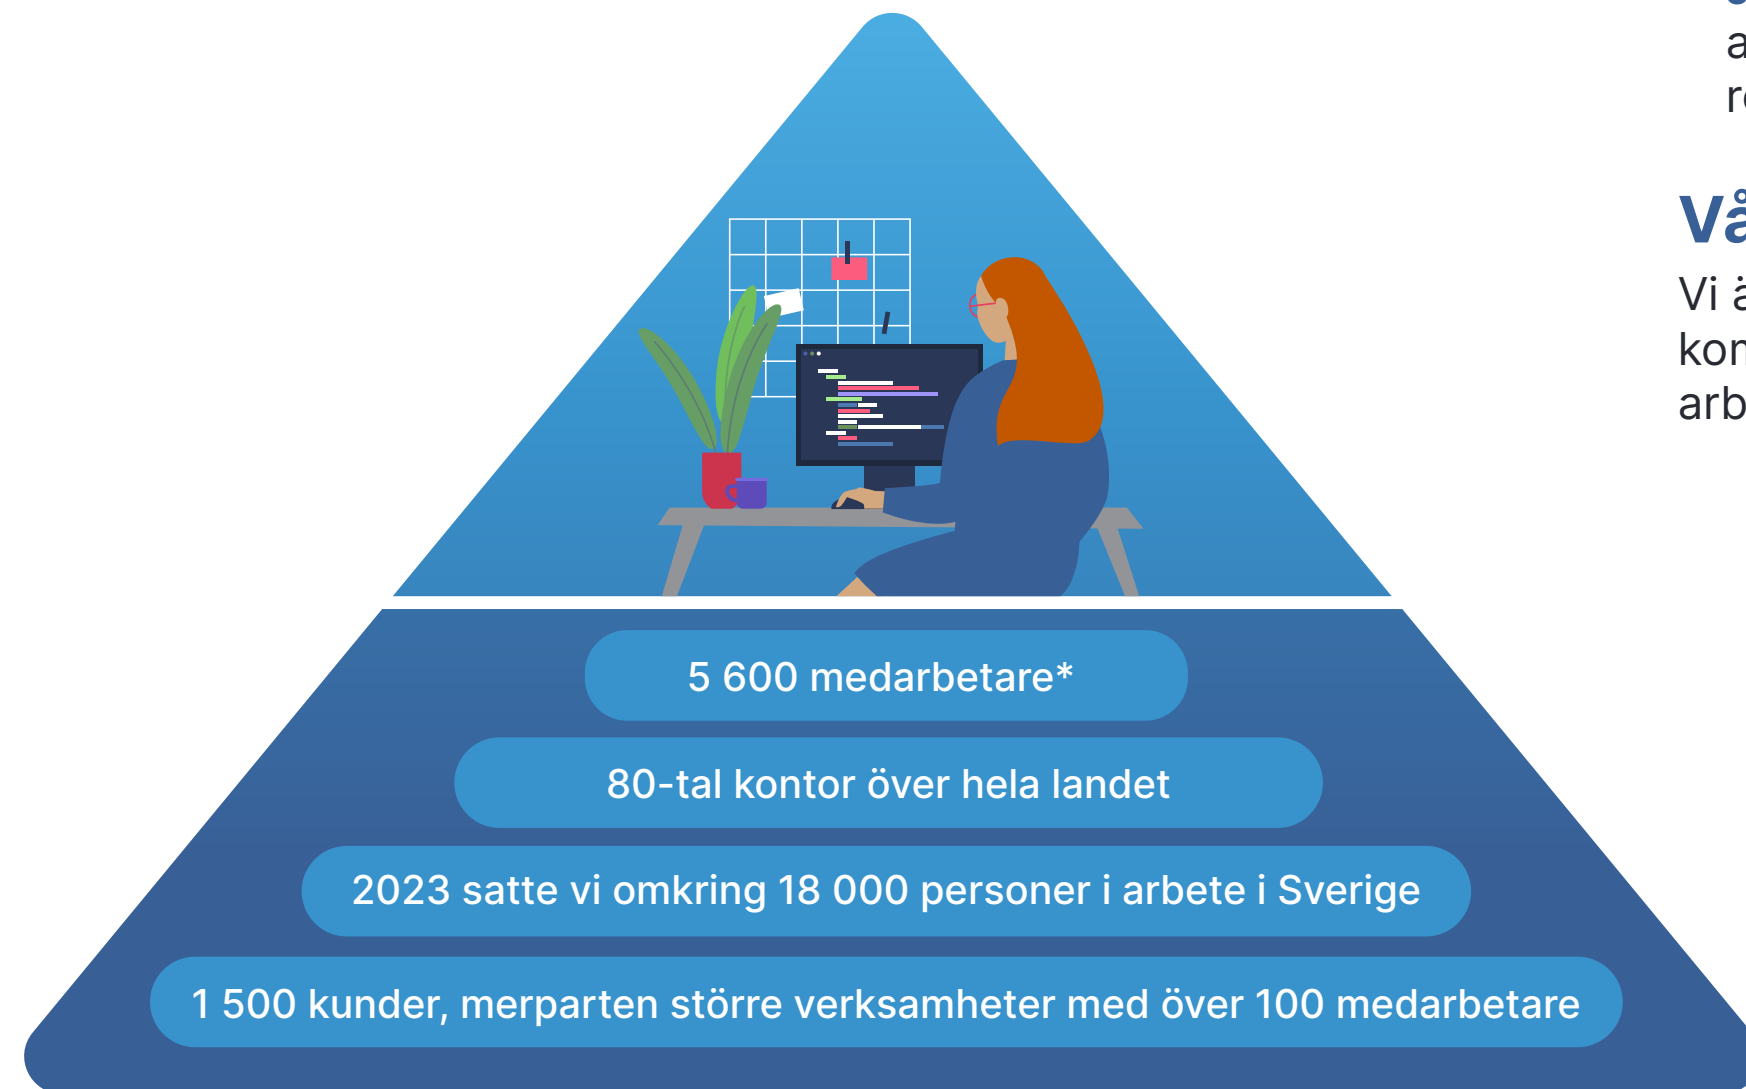 5 600 medarbetare*
80-tal kontor över hela landet
2023 satte vi omkring 18 000 personer i arbete i Sverige
1 500 kunder, merparten större verksamheter med över 100 medarbetare
Vi